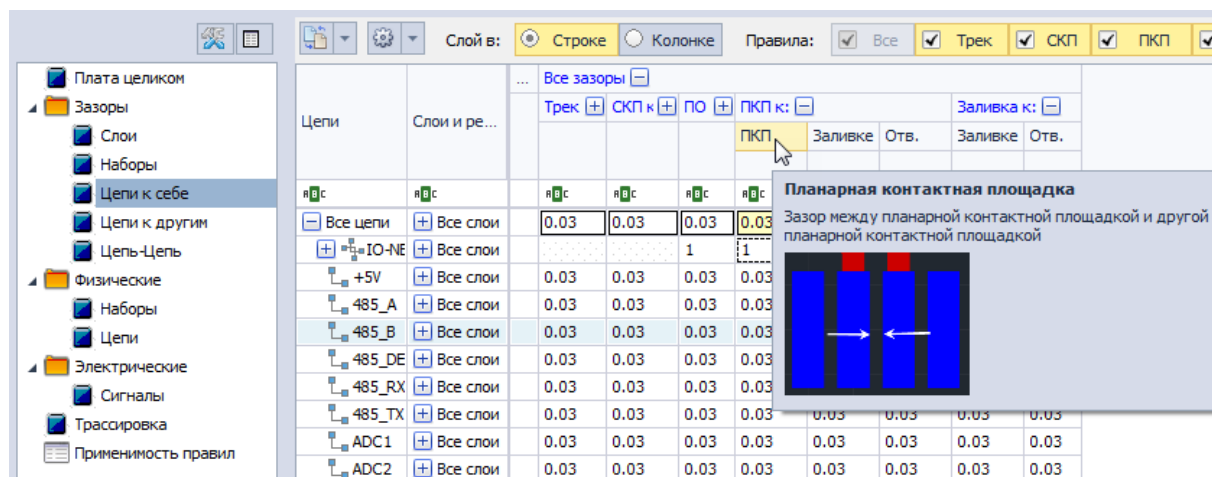 Слой в: Строке Колонке Правила: Все Трек СКП ПКП
Плата целиком
Зазоры
Слои
Наборы
Цепи к себе
Цепи к другим
Цепь-Цепь
Физические
Наборы
Цепи
Электрические
Сигналы
Трассировка
Применимость правил
... Все зазоры
Цепи Слои и ре... Трек СКП к ПО ПКП к: Заливка к:
ПКП Заливке Отв. Заливке Отв.
ABC ABC ABC ABC ABC ABC
Все цепи Все слои 0.03 0.03 0.03 0.03
IO-NE Все слои 1 1
+5V Все слои 0.03 0.03 0.03 0.03
485_A Все слои 0.03 0.03 0.03 0.03
485_B Все слои 0.03 0.03 0.03 0.03
485_DE Все слои 0.03 0.03 0.03 0.03
485_RX Все слои 0.03 0.03 0.03 0.03
485_TX Все слои 0.03 0.03 0.03 0.03 0.03 0.03 0.03 0.03
ADC1 Все слои 0.03 0.03 0.03 0.03 0.03 0.03 0.03 0.03
ADC2 Все слои 0.03 0.03 0.03 0.03 0.03 0.03 0.03 0.03
Планарная контактная площадка
Зазор между планарной контактной площадкой и другой
планарной контактной площадкой